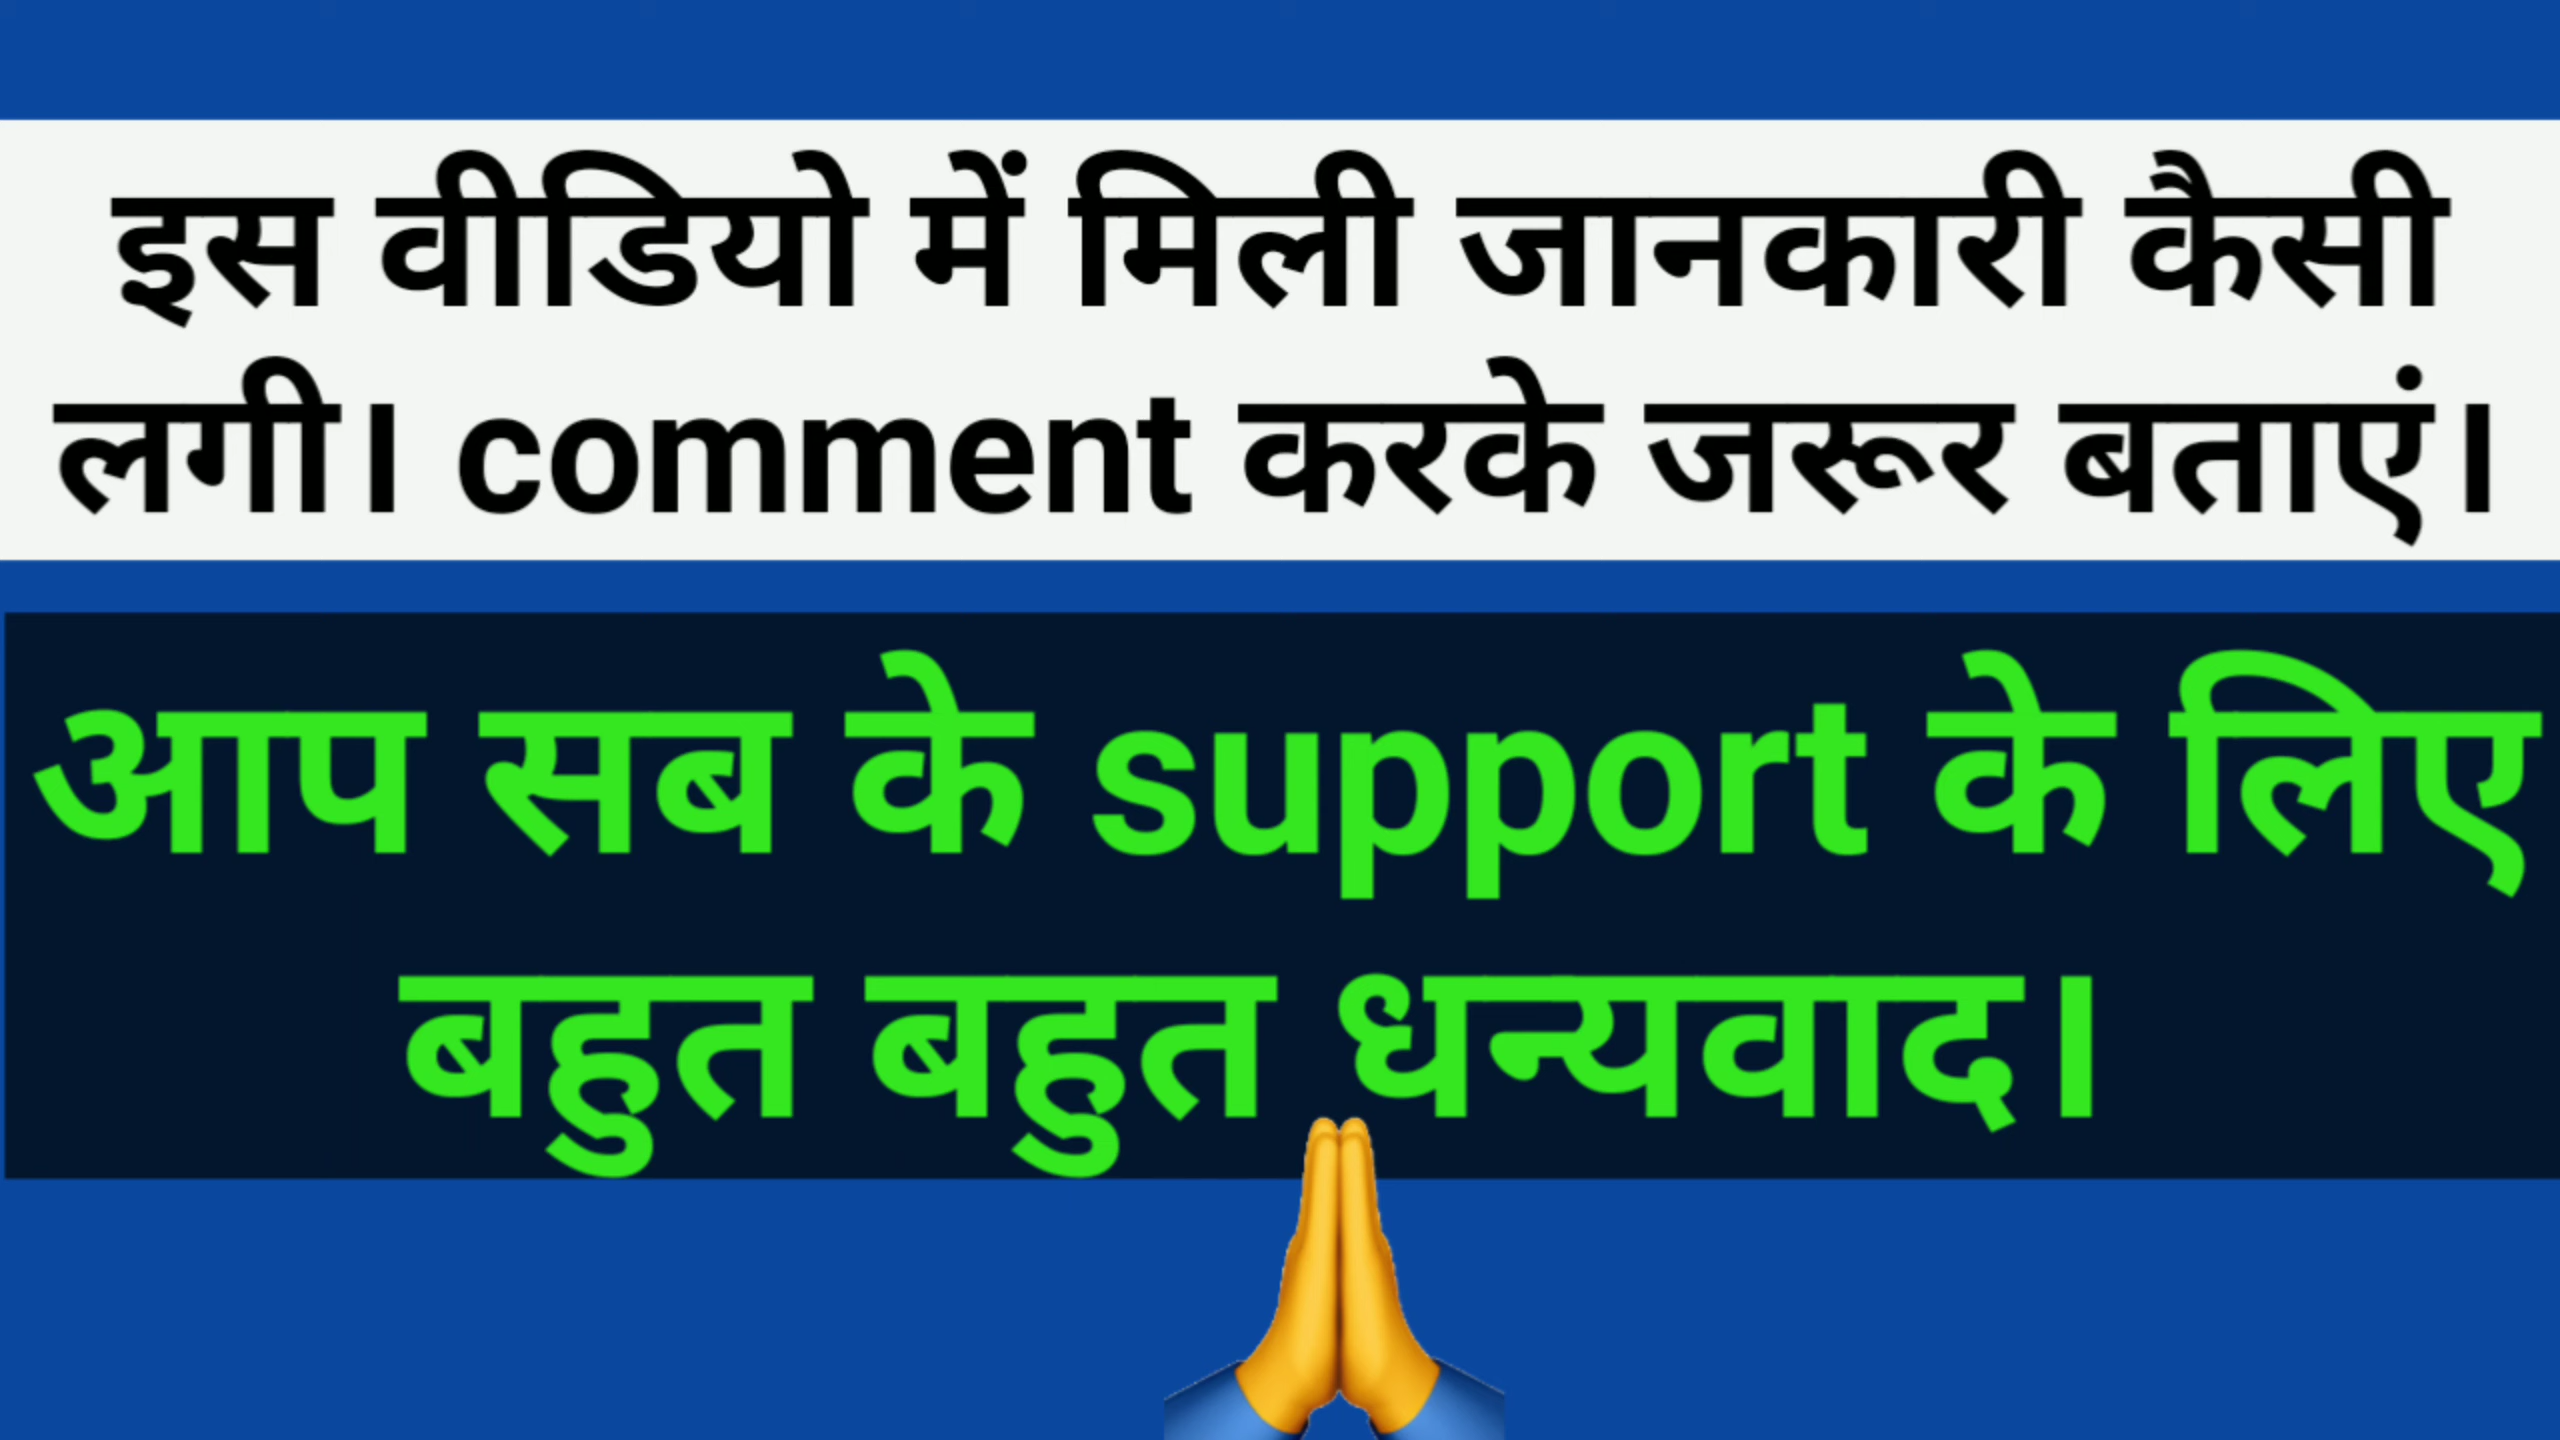 इस वीडियो में मिली जानकारी कैसी
लगी। comment करके जरूर बताएं।
आप सब के support के लिए
बहुत बहुत धन्यवाद।